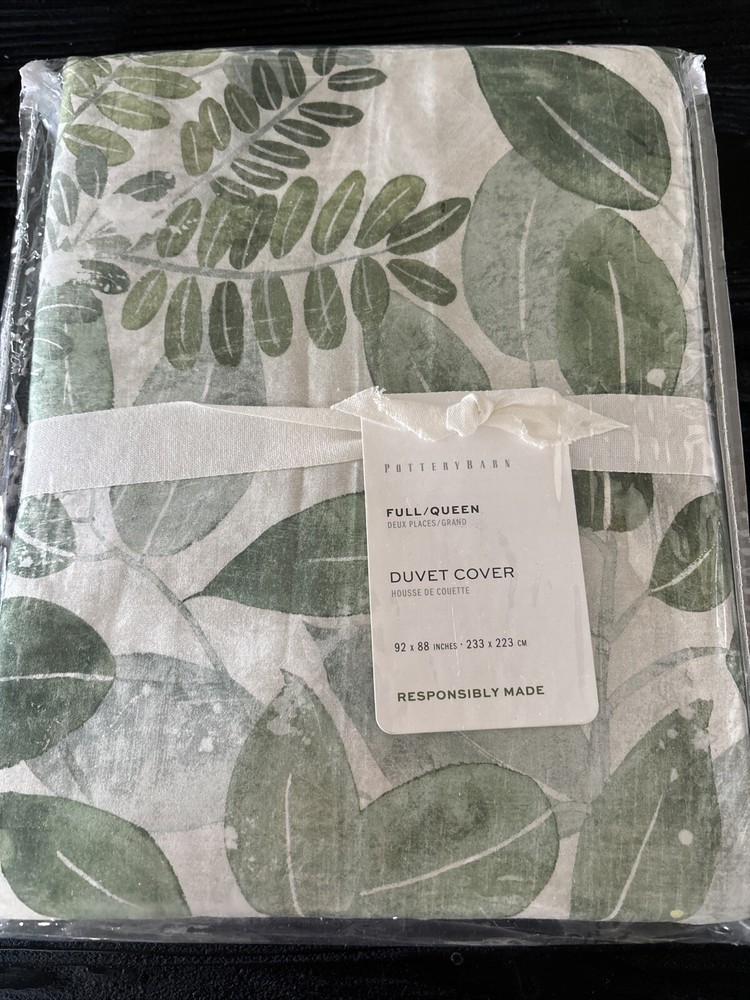 POTTERYBARN
FULL/QUEEN
DEUX PLACES/GRAND
DUVET COVER
HOUSSE DE COUETTE
92 x 88 INCHES · 233 x 223 CM
RESPONSIBLY MADE